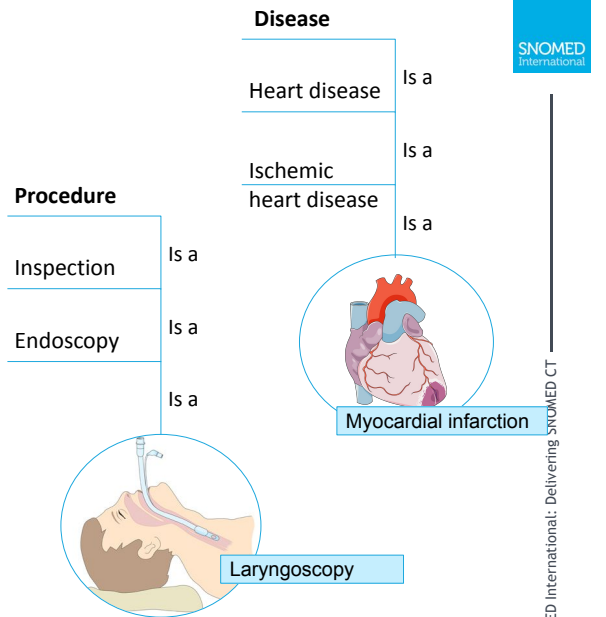 Disease
SNOMED
International
Heart disease
Is a
Ischemic
heart disease
Is a
Is a
Myocardial infarction
Procedure
Inspection
Is a
Endoscopy
Is a
Is a
Laryngoscopy
International: Delivering SNOMED CT